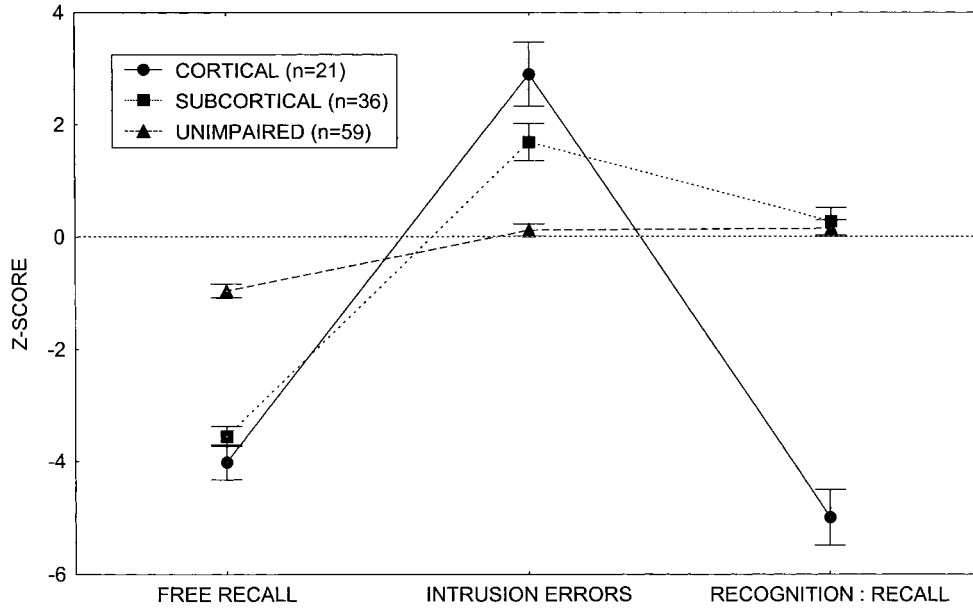 4
CORTICAL (n=21)
SUBCORTICAL (n=36)
UNIMPAIRED (n=59)
2
0
Z-SCORE
-2
-4
-6
FREE RECALL INTRUSION ERRORS RECOGNITION : RECALL